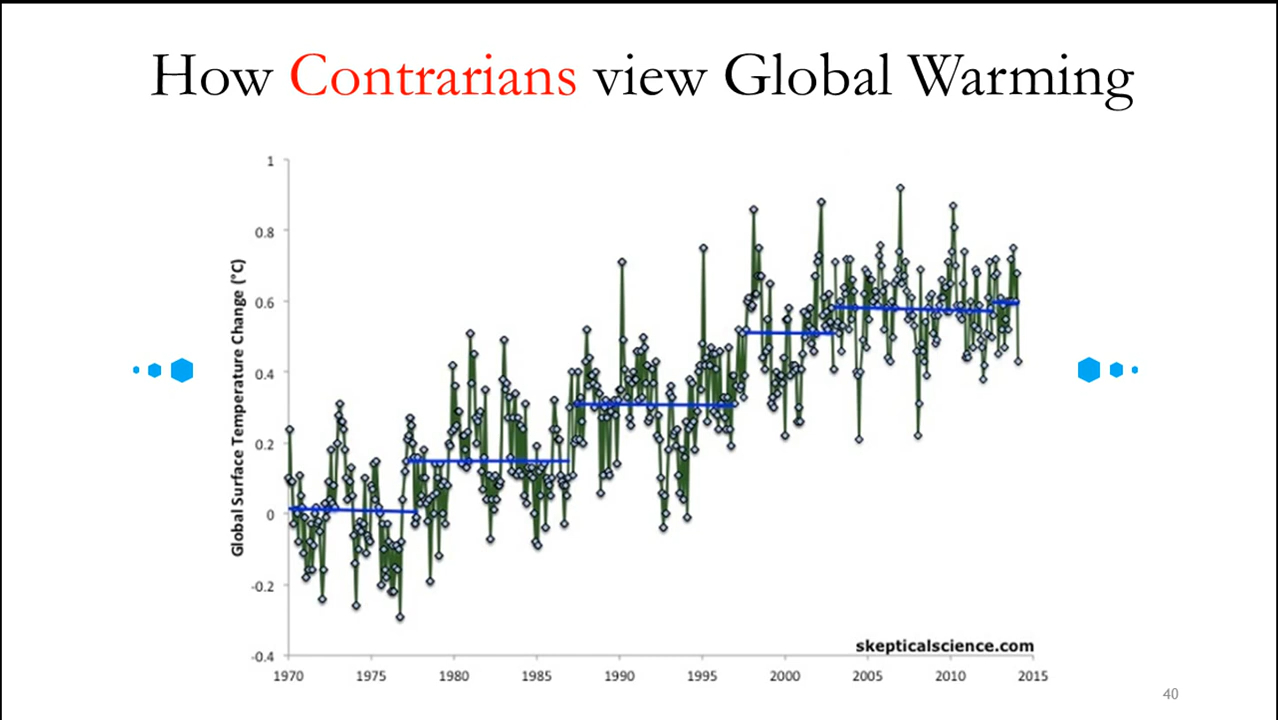 How Contrarians view Global Warming
Global Surface Temperature Change (°C)
1
0.8
0.6
0.4
0.2
0
-0.2
-0.4
1970 1975 1980 1985 1990 1995 2000 2005 2010 2015
skepticalscience.com
40